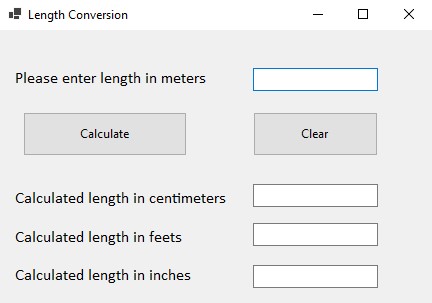 Length Conversion
Please enter length in meters
Calculate Clear
Calculated length in centimeters
Calculated length in feets
Calculated length in inches